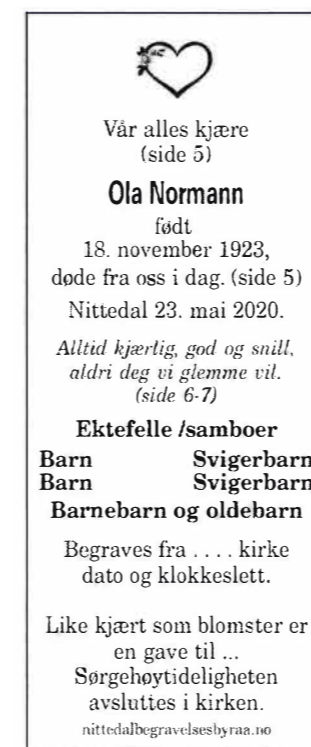 Vår alles kjære
(side 5)
Ola Normann
født
18. november 1923,
døde fra oss i dag. (side 5)
Nittedal 23. mai 2020.
Alltid kjærlig, god og snill,
aldri deg vi glemme vil.
(side 6-7)
Ektefelle /samboer
Barn Svigerbarn
Barn Svigerbarn
Barnebarn og oldebarn
Begraves fra . . . . kirke
dato og klokkeslett.
Like kjært som blomster er
en gave til ...
Sørgehøytideligheten
avsluttes i kirken.
nittedalbegravelsesbyraa.no